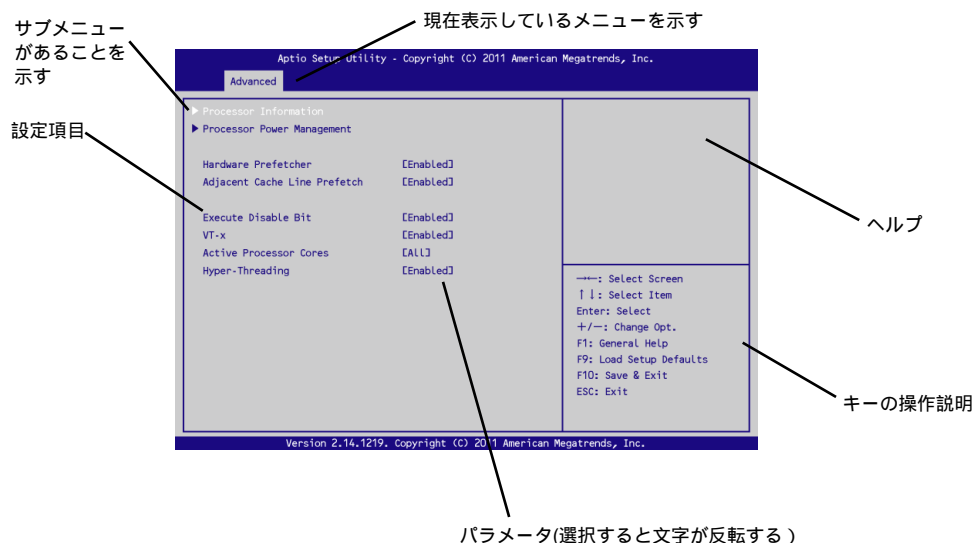 現在表示しているメニューを示す
サブメニュー
があることを
示す
Aptio Setup Utility - Copyright (C) 2011 American Megatrends, Inc.
Advanced
▶ Processor Information
▶ Processor Power Management
設定項目
Hardware Prefetcher [Enabled]
Adjacent Cache Line Prefetch [Enabled]
Execute Disable Bit [Enabled]
VT-x [Enabled]
Active Processor Cores [All]
Hyper-Threading [Enabled]
ヘルプ
→←: Select Screen
↑↓: Select Item
Enter: Select
+/−: Change Opt.
F1: General Help
F9: Load Setup Defaults
F10: Save & Exit
ESC: Exit
キーの操作説明
Version 2.14.1219. Copyright (C) 2011 American Megatrends, Inc.
パラメータ(選択すると文字が反転する)